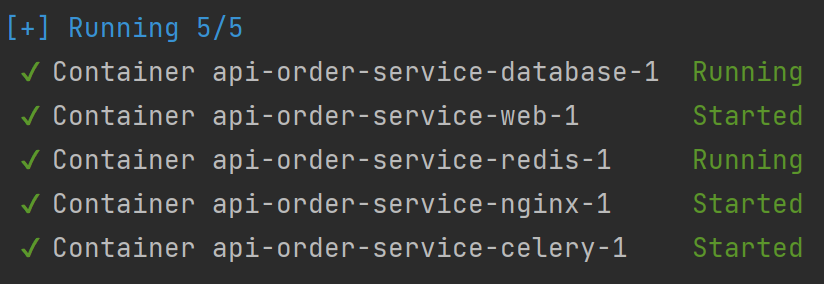 [+] Running 5/5
✓ Container api-order-service-database-1 Running
✓ Container api-order-service-web-1 Started
✓ Container api-order-service-redis-1 Running
✓ Container api-order-service-nginx-1 Started
✓ Container api-order-service-celery-1 Started